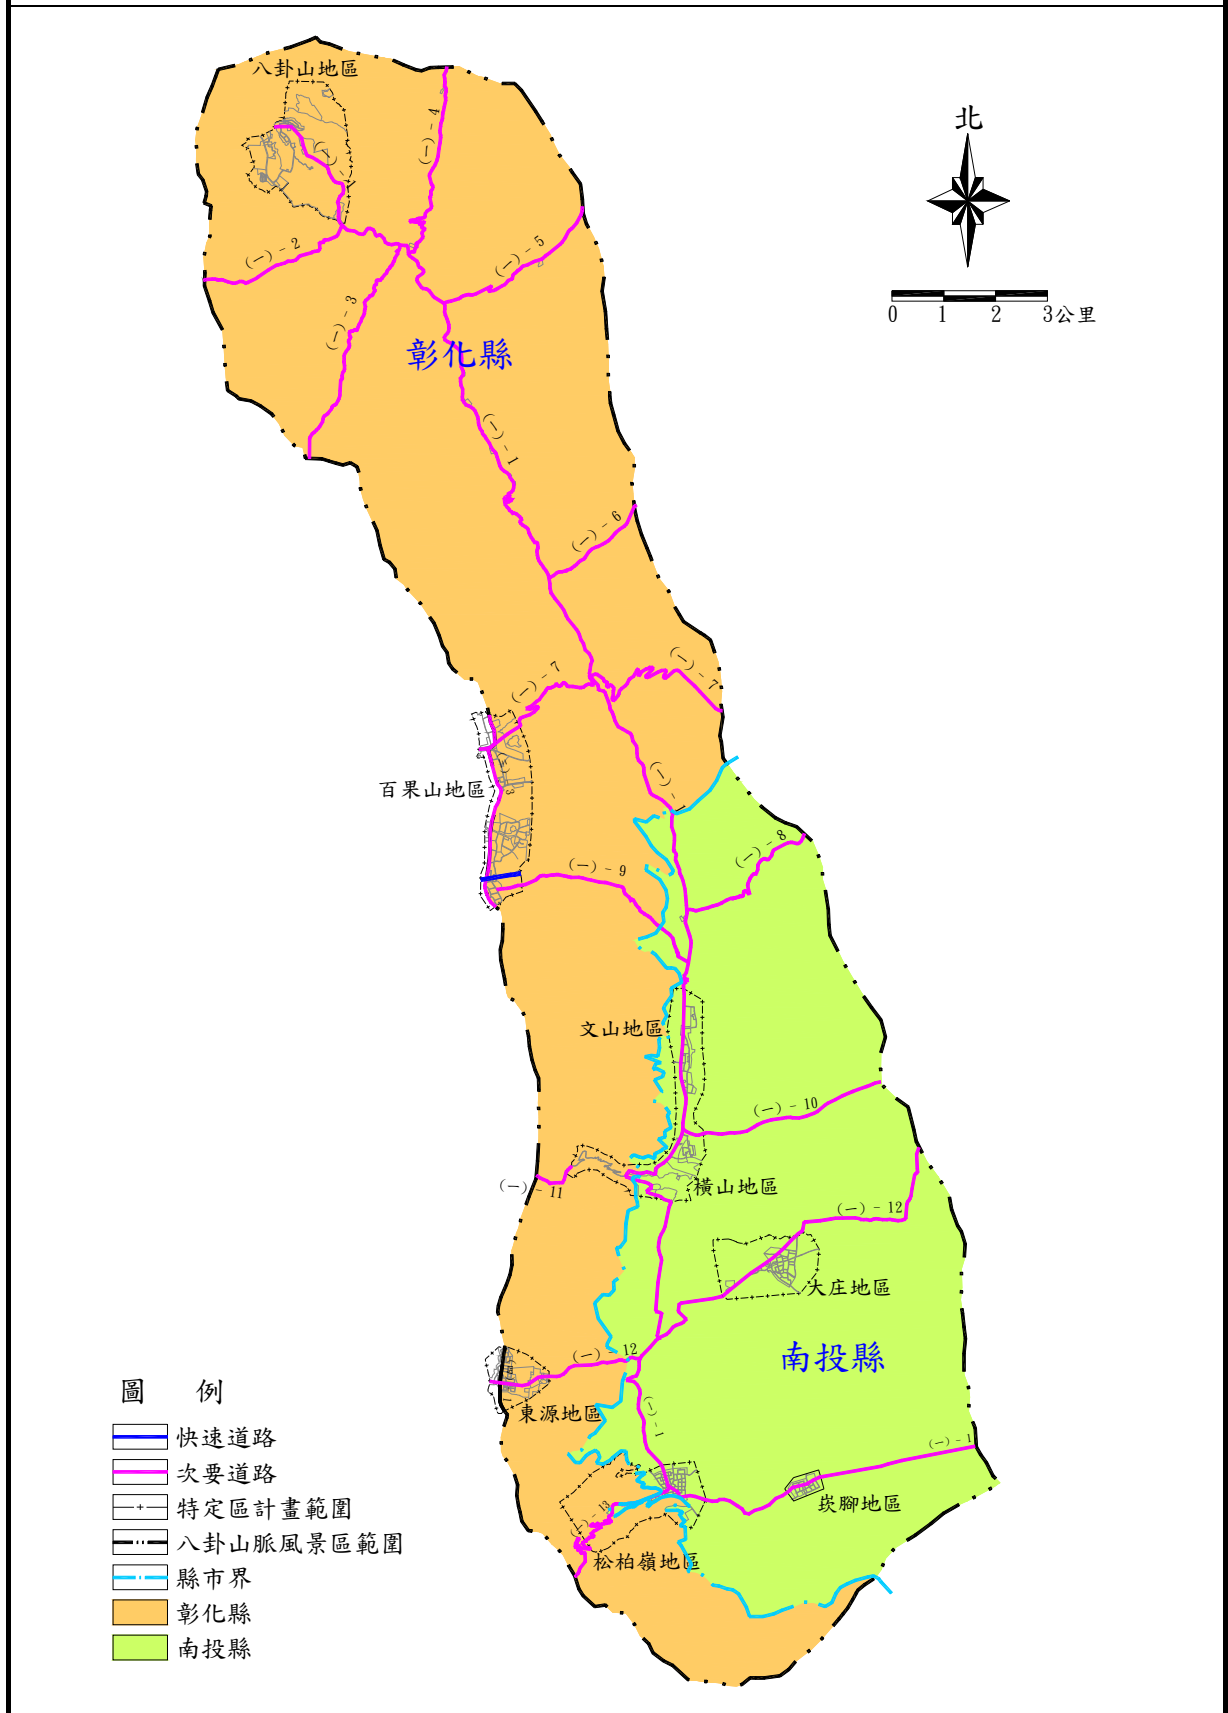 八卦山地區
北
(一)-4
(一)-1
(一)-2
(一)-5
0 1 2 3公里
(一)-3
彰化縣
(一)-1
(一)-6
(一)-7
(一)-7
百果山地區
(一)-1
(一)-8
(一)-9
文山地區
(一)-10
(一)-11
橫山地區
(一)-12
大庄地區
(一)-12
南投縣
東源地區
(一)-1
(一)-1
崁腳地區
(一)-13
松柏嶺地區
圖 例
快速道路
次要道路
特定區計畫範圍
八卦山脈風景區範圍
縣市界
彰化縣
南投縣